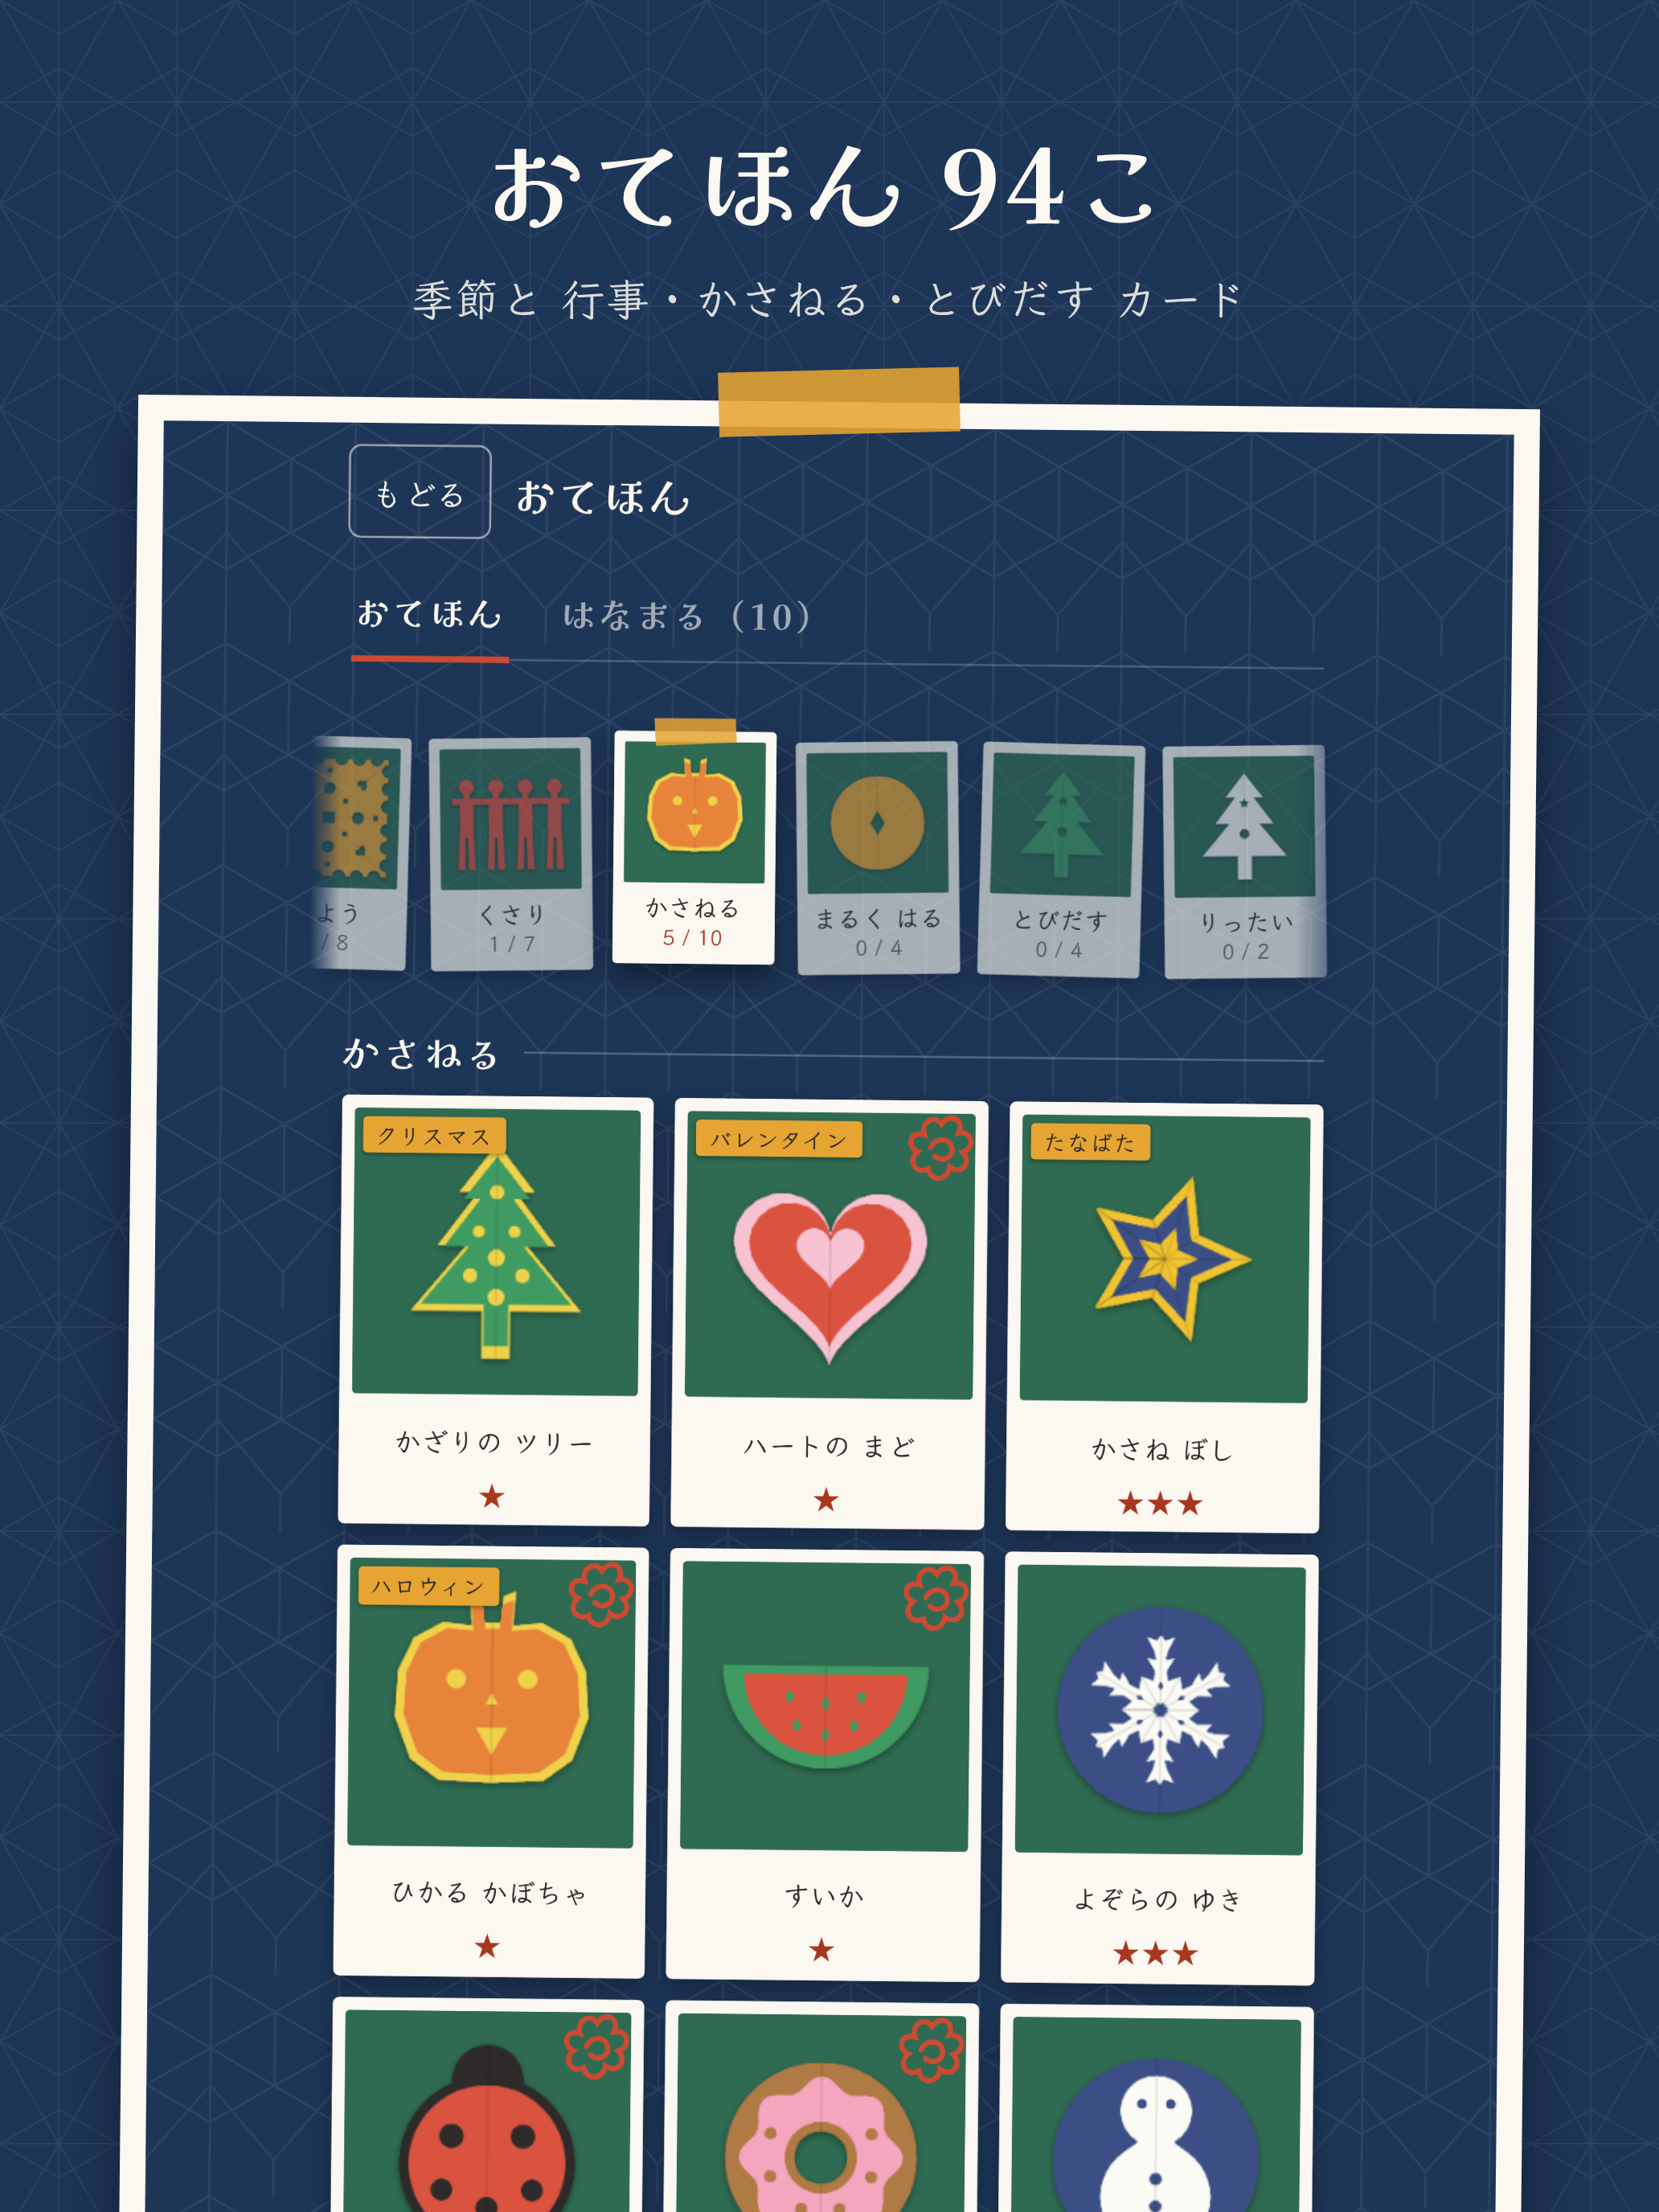 おてほん 94こ
季節と 行事・かさねる・とびだす カード
もどる
おてほん
おてほん はなまる（10）
よう くさり かさねる まるく はる とびだす りったい
/ 8 1 / 7 5 / 10 0 / 4 0 / 4 0 / 2
かさねる
クリスマス バレンタイン たなばた
かざりの ツリー ハートの まど かさね ぼし
★ ★ ★★★
ハロウィン
ひかる かぼちゃ すいか よぞらの ゆき
★ ★ ★★★